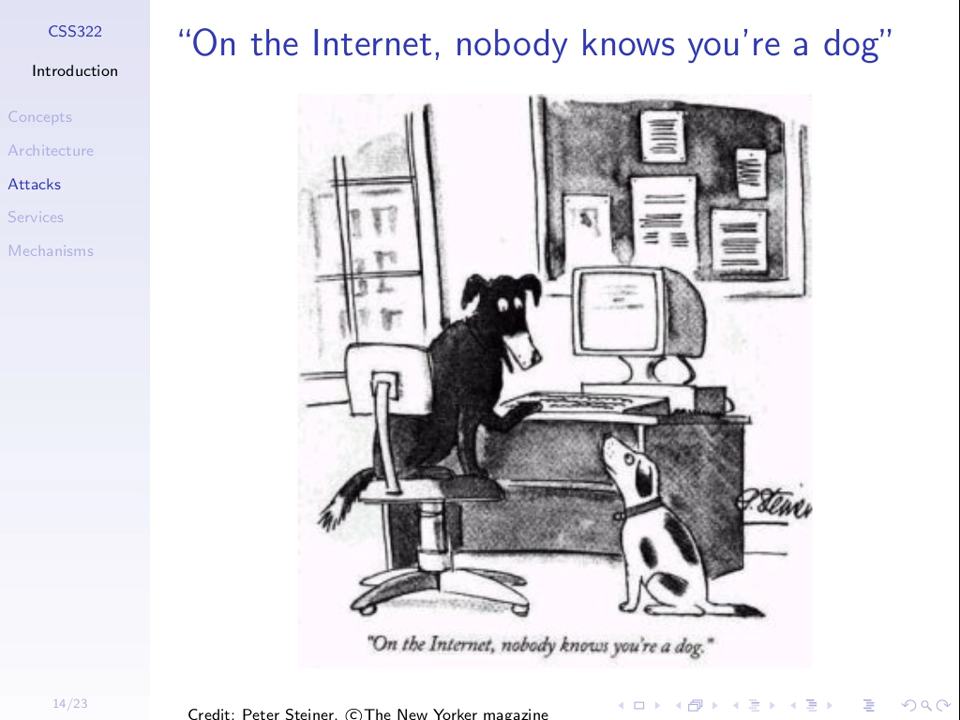 CSS322
Introduction
Concepts
Architecture
Attacks
Services
Mechanisms
14/23
“On the Internet, nobody knows you’re a dog”
P. Steiner
"On the Internet, nobody knows you're a dog."
Credit: Peter Steiner, ©The New Yorker magazine